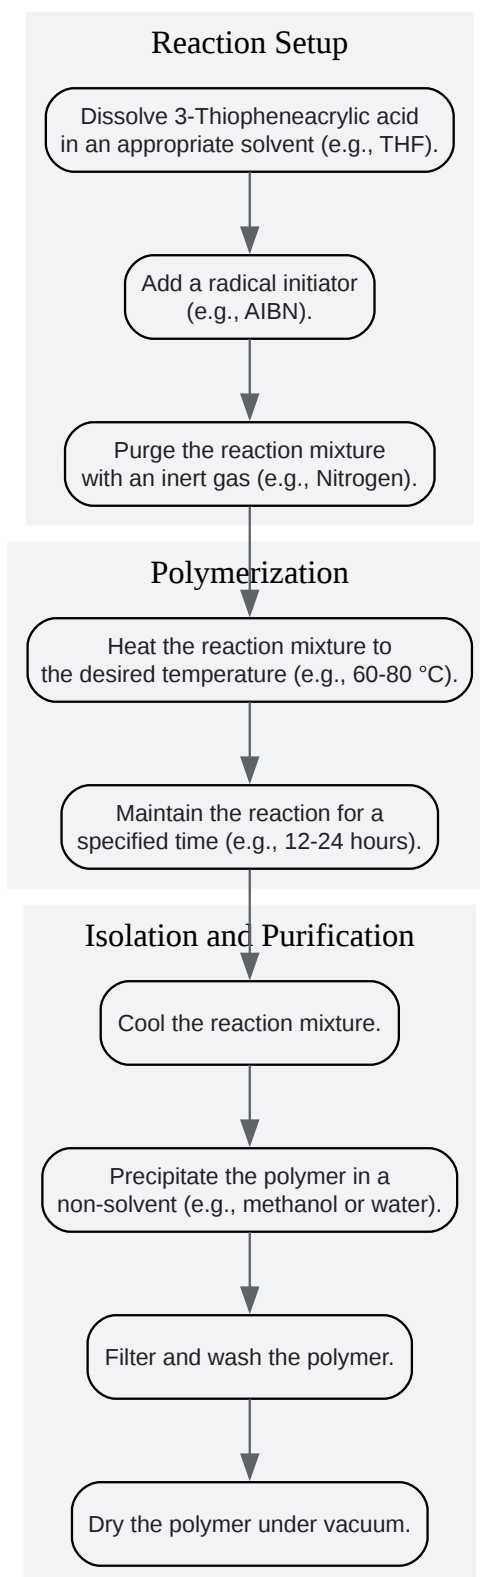 Reaction Setup
Dissolve 3-Thiopheneacrylic acid
in an appropriate solvent (e.g., THF).
Add a radical initiator
(e.g., AIBN).
Purge the reaction mixture
with an inert gas (e.g., Nitrogen).
Polymerization
Heat the reaction mixture to
the desired temperature (e.g., 60-80 °C).
Maintain the reaction for a
specified time (e.g., 12-24 hours).
Isolation and Purification
Cool the reaction mixture.
Precipitate the polymer in a
non-solvent (e.g., methanol or water).
Filter and wash the polymer.
Dry the polymer under vacuum.